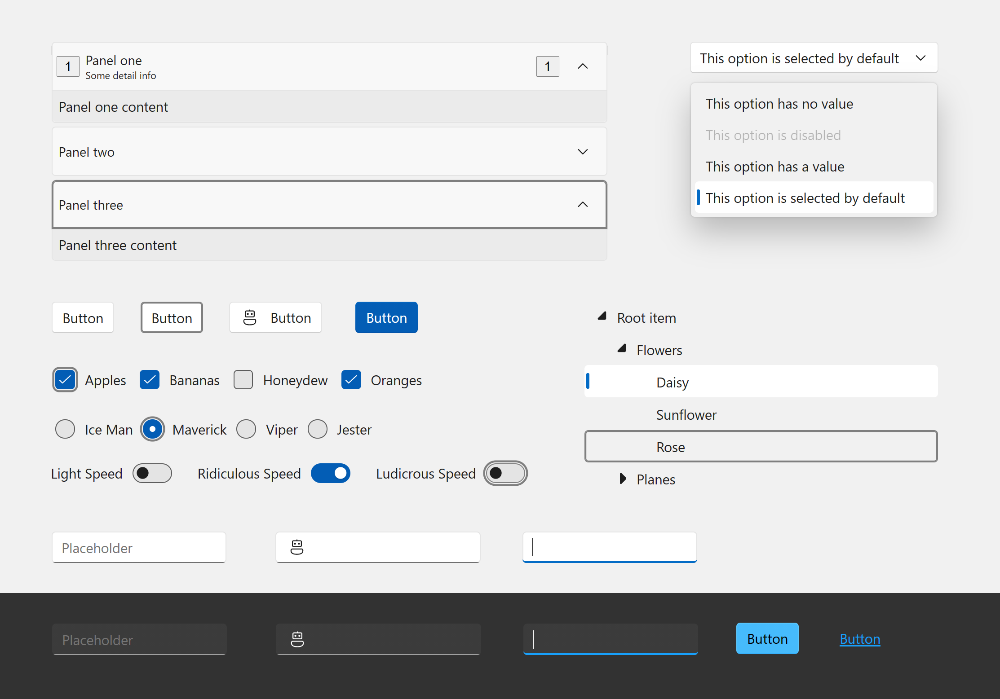 1 Panel one 1
Some detail info
Panel one content
Panel two
Panel three
Panel three content
This option is selected by default
This option has no value
This option is disabled
This option has a value
This option is selected by default
Button Button Button Button
Apples Bananas Honeydew Oranges
Ice Man Maverick Viper Jester
Light Speed Ridiculous Speed Ludicrous Speed
Root item
Flowers
Daisy
Sunflower
Rose
Planes
Placeholder
Placeholder
Button Button